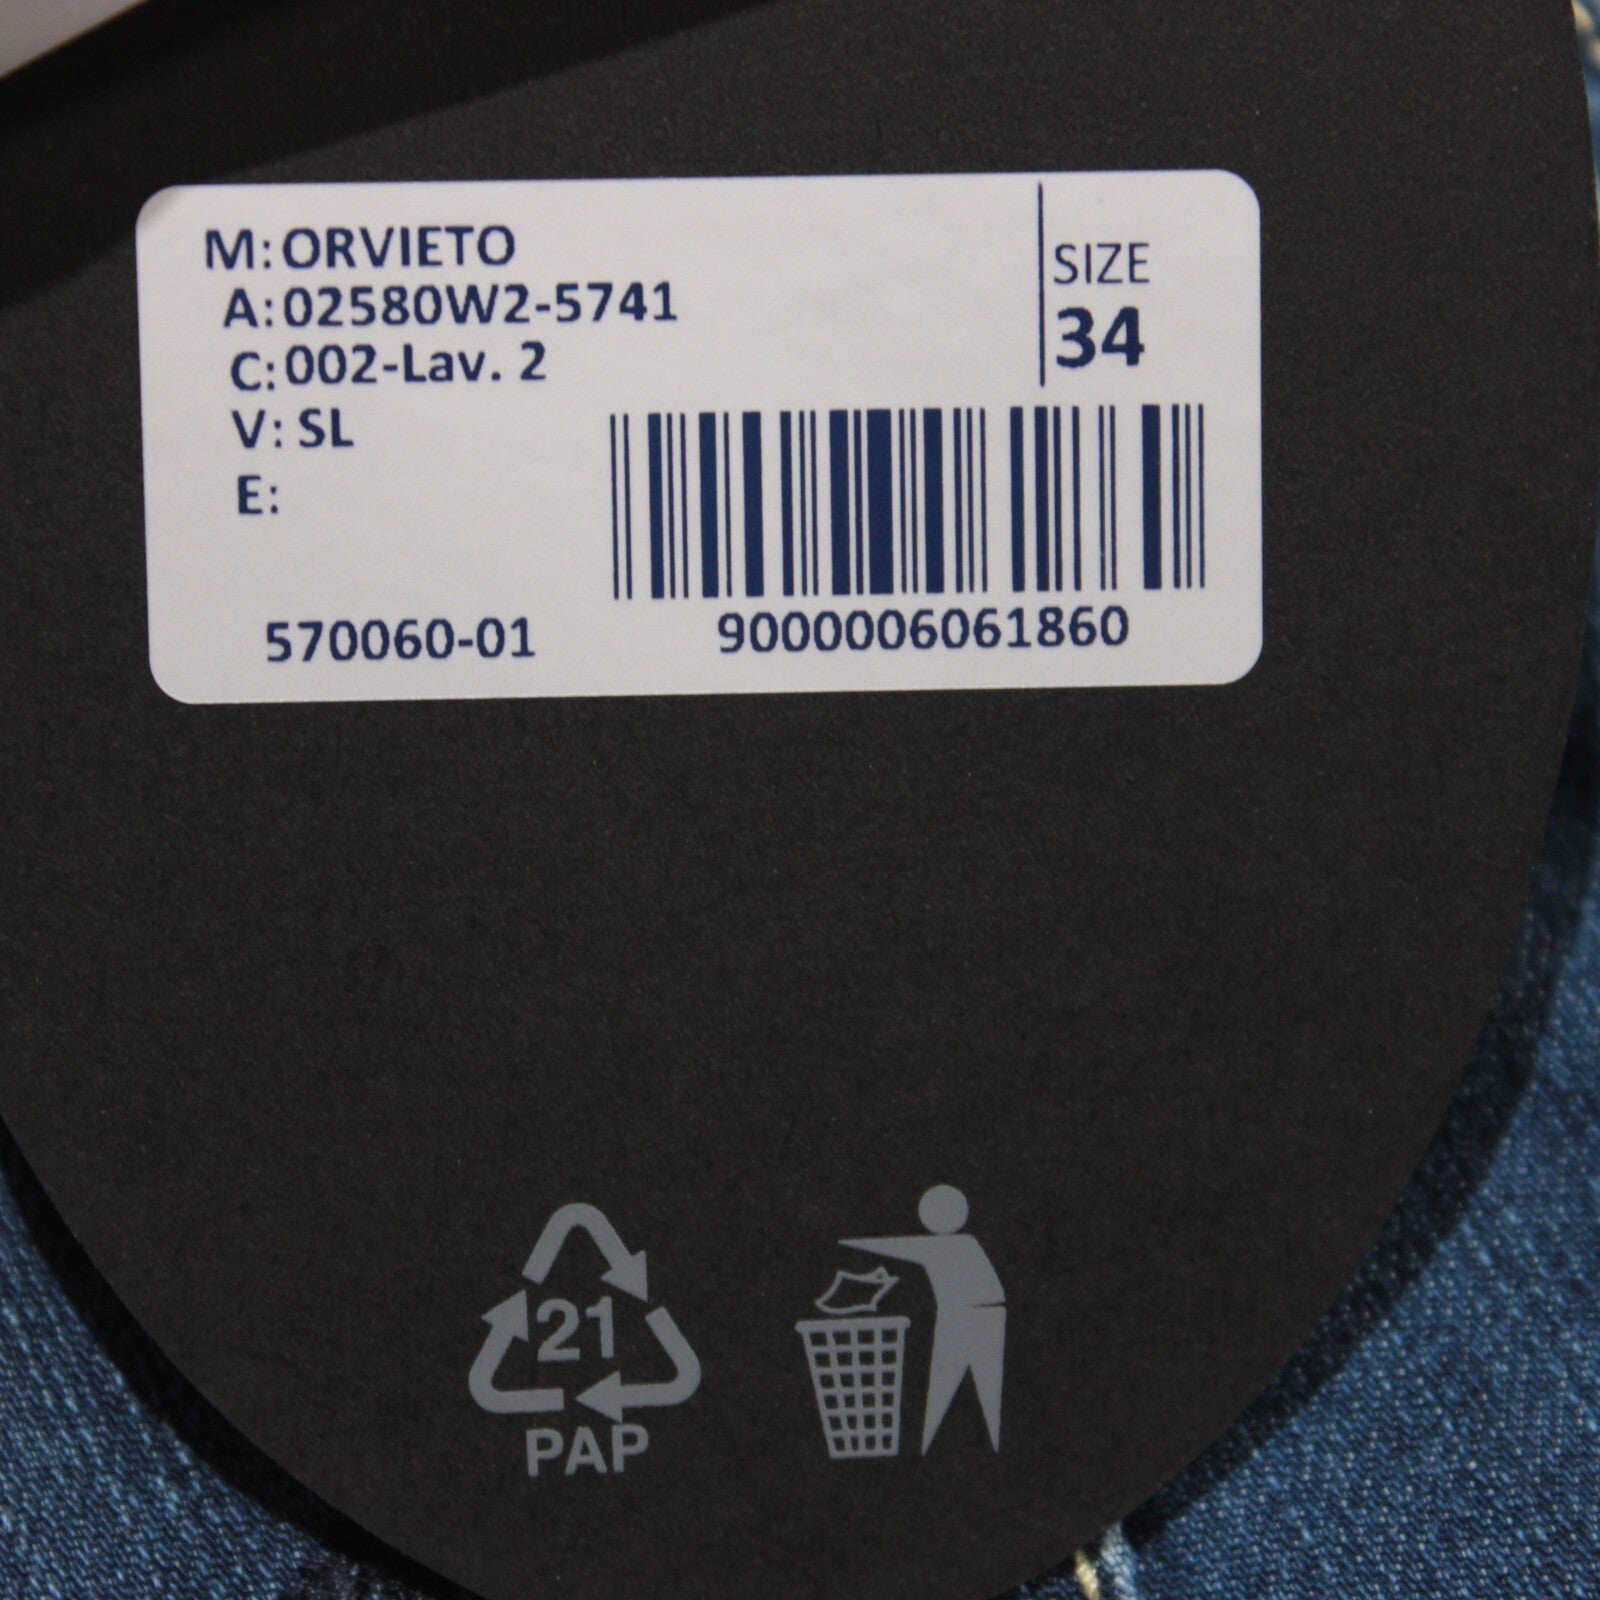 M: ORVIETO
A: 02580W2-5741
C: 002-Lav. 2
V: SL
E:
SIZE
34
570060-01
9000006061860
21
PAP